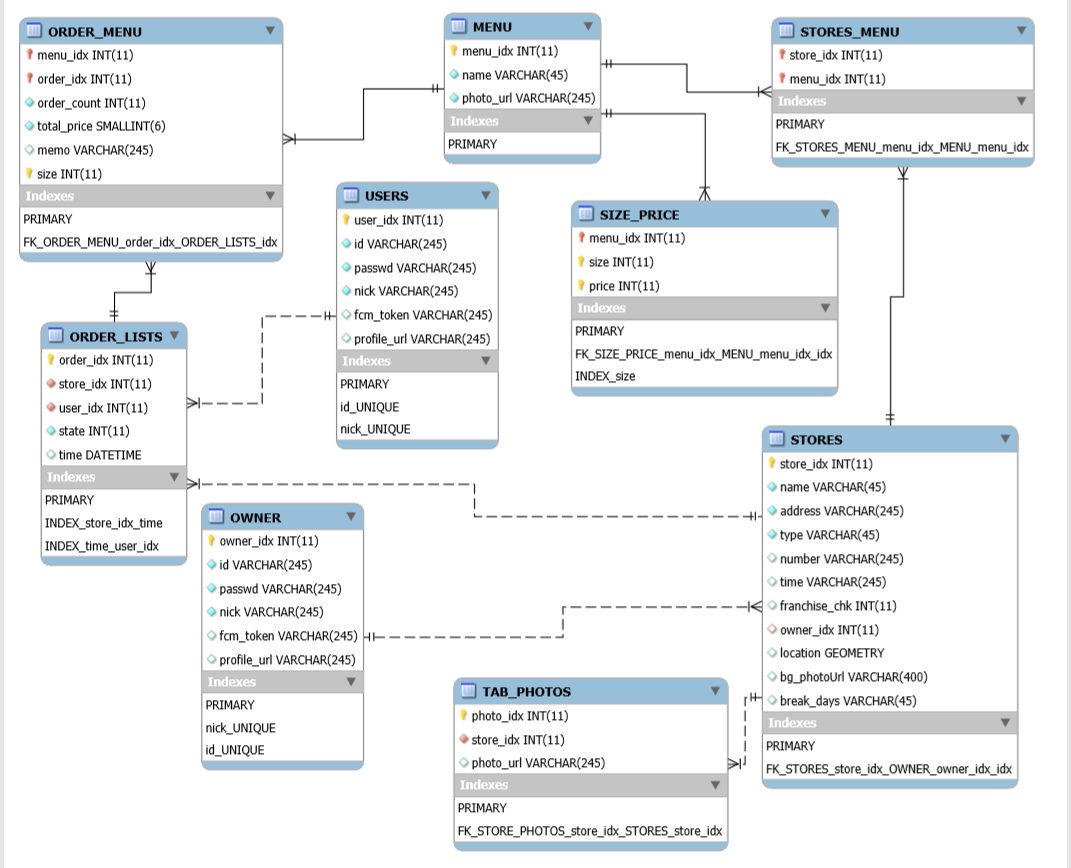 ORDER_MENU
menu_idx INT(11)
order_idx INT(11)
order_count INT(11)
total_price SMALLINT(6)
memo VARCHAR(245)
size INT(11)
Indexes
PRIMARY
FK_ORDER_MENU_order_idx_ORDER_LISTS_idx
MENU
menu_idx INT(11)
name VARCHAR(45)
photo_url VARCHAR(245)
Indexes
PRIMARY
STORES_MENU
store_idx INT(11)
menu_idx INT(11)
Indexes
PRIMARY
FK_STORES_MENU_menu_idx_MENU_menu_idx
USERS
user_idx INT(11)
id VARCHAR(245)
passwd VARCHAR(245)
nick VARCHAR(245)
fcm_token VARCHAR(245)
profile_url VARCHAR(245)
Indexes
PRIMARY
id_UNIQUE
nick_UNIQUE
SIZE_PRICE
menu_idx INT(11)
size INT(11)
price INT(11)
Indexes
PRIMARY
FK_SIZE_PRICE_menu_idx_MENU_menu_idx_idx
INDEX_size
ORDER_LISTS
order_idx INT(11)
store_idx INT(11)
user_idx INT(11)
state INT(11)
time DATETIME
Indexes
PRIMARY
INDEX_store_idx_time
INDEX_time_user_idx
OWNER
owner_idx INT(11)
id VARCHAR(245)
passwd VARCHAR(245)
nick VARCHAR(245)
fcm_token VARCHAR(245)
profile_url VARCHAR(245)
Indexes
PRIMARY
nick_UNIQUE
id_UNIQUE
STORES
store_idx INT(11)
name VARCHAR(45)
address VARCHAR(245)
type VARCHAR(45)
number VARCHAR(245)
time VARCHAR(245)
franchise_chk INT(11)
owner_idx INT(11)
location GEOMETRY
bg_photoUrl VARCHAR(400)
break_days VARCHAR(45)
Indexes
PRIMARY
FK_STORES_store_idx_OWNER_owner_idx_idx
TAB_PHOTOS
photo_idx INT(11)
store_idx INT(11)
photo_url VARCHAR(245)
Indexes
PRIMARY
FK_STORE_PHOTOS_store_idx_STORES_store_idx